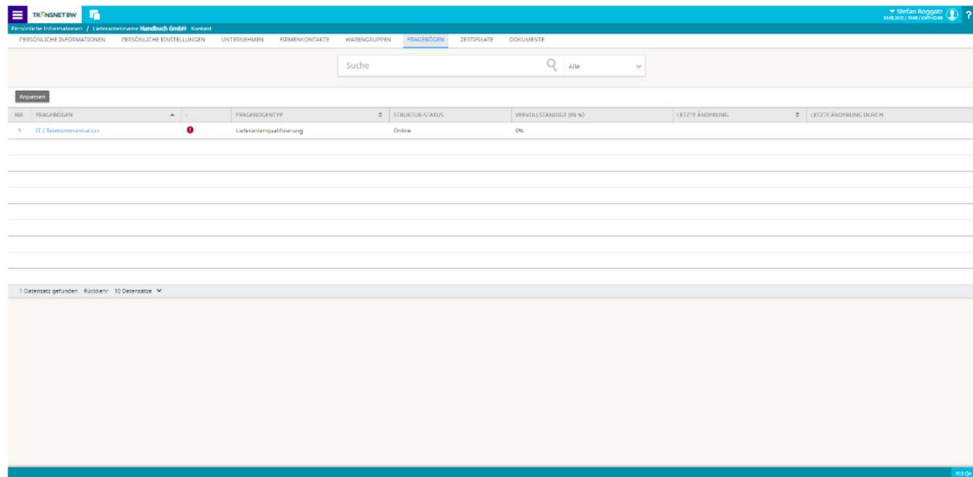 TRANSNET BW
Stefan Roggatz
?
Persönliche Informationen / Lieferantenname Handbuch GmbH Kontakt
PERSÖNLICHE INFORMATIONEN PERSÖNLICHE EINSTELLUNGEN UNTERNEHMEN FIRMENKONTAKTE WARENGRUPPEN FRAGEBÖGEN ZERTIFIKATE DOKUMENTE
Suche Alle
Anpassen
NR FRAGEBÖGEN - FRAGEBOGENTYP STRUKTUR-STATUS VERVOLLSTÄNDIGT (IN %) LETZTE ÄNDERUNG LETZTE ÄNDERUNG DURCH
1 IT / Telekommunikation Lieferantenqualifizierung Online 0%
1 Datensatz gefunden Rückkehr 10 Datensätze